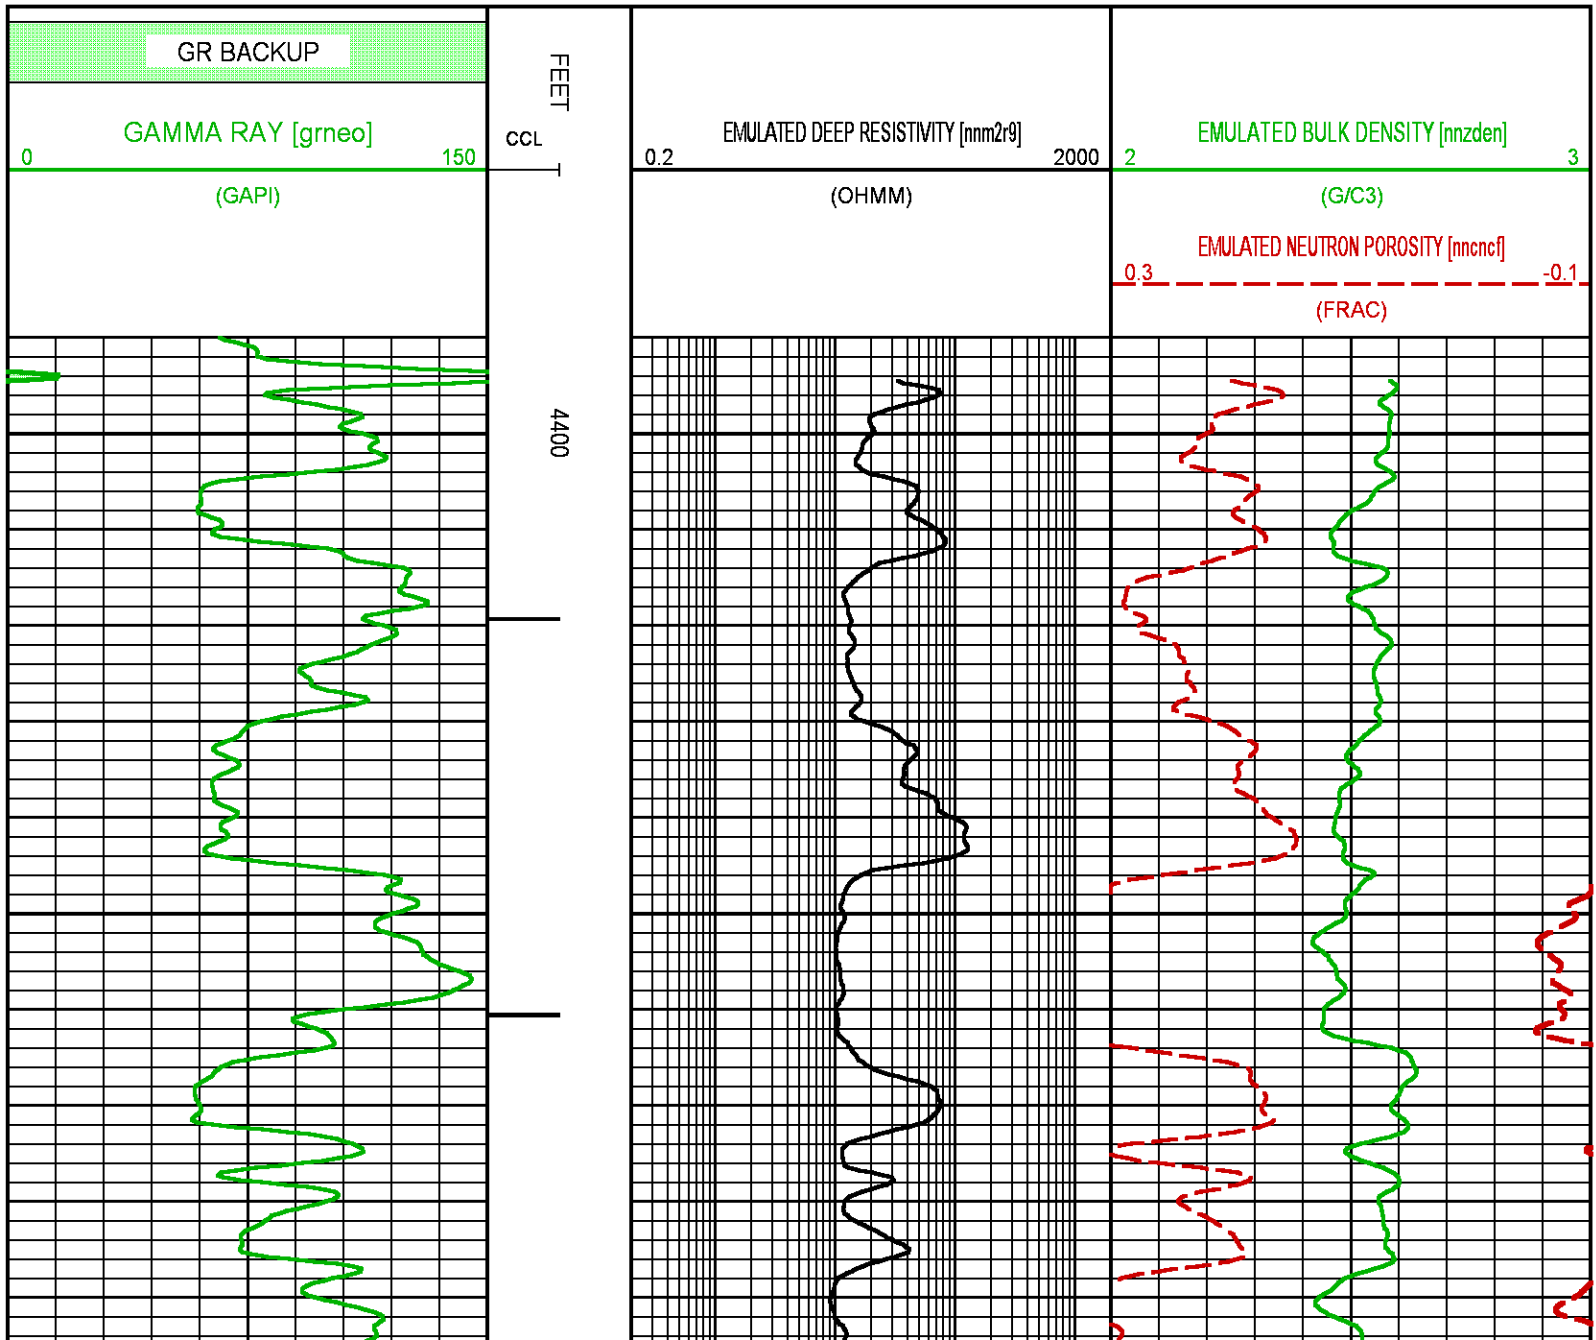 GR BACKUP
GAMMA RAY [grneo]
0 150
(GAPI)
FEET
CCL
4400
EMULATED DEEP RESISTIVITY [nnm2r9]
0.2 2000
(OHMM)
EMULATED BULK DENSITY [nnzden]
2 3
(G/C3)
EMULATED NEUTRON POROSITY [nncncf]
0.3 -0.1
(FRAC)